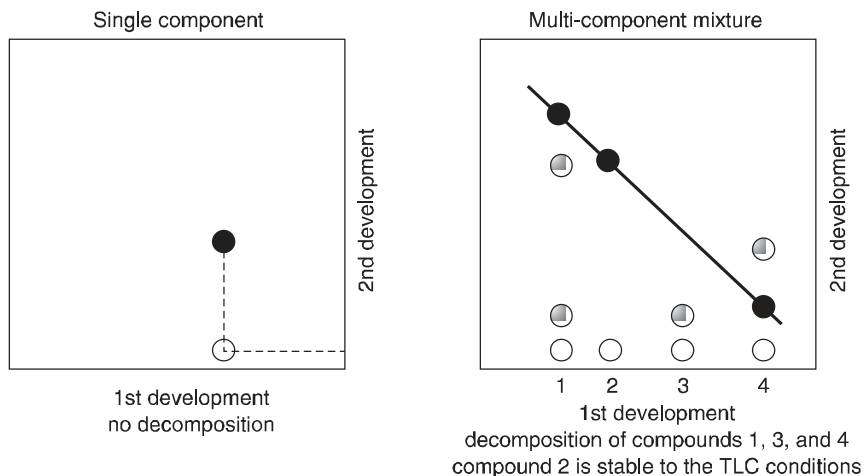 Single component
2nd development
1st development
no decomposition
Multi-component mixture
2nd development
1 2 3 4
1st development
decomposition of compounds 1, 3, and 4
compound 2 is stable to the TLC conditions